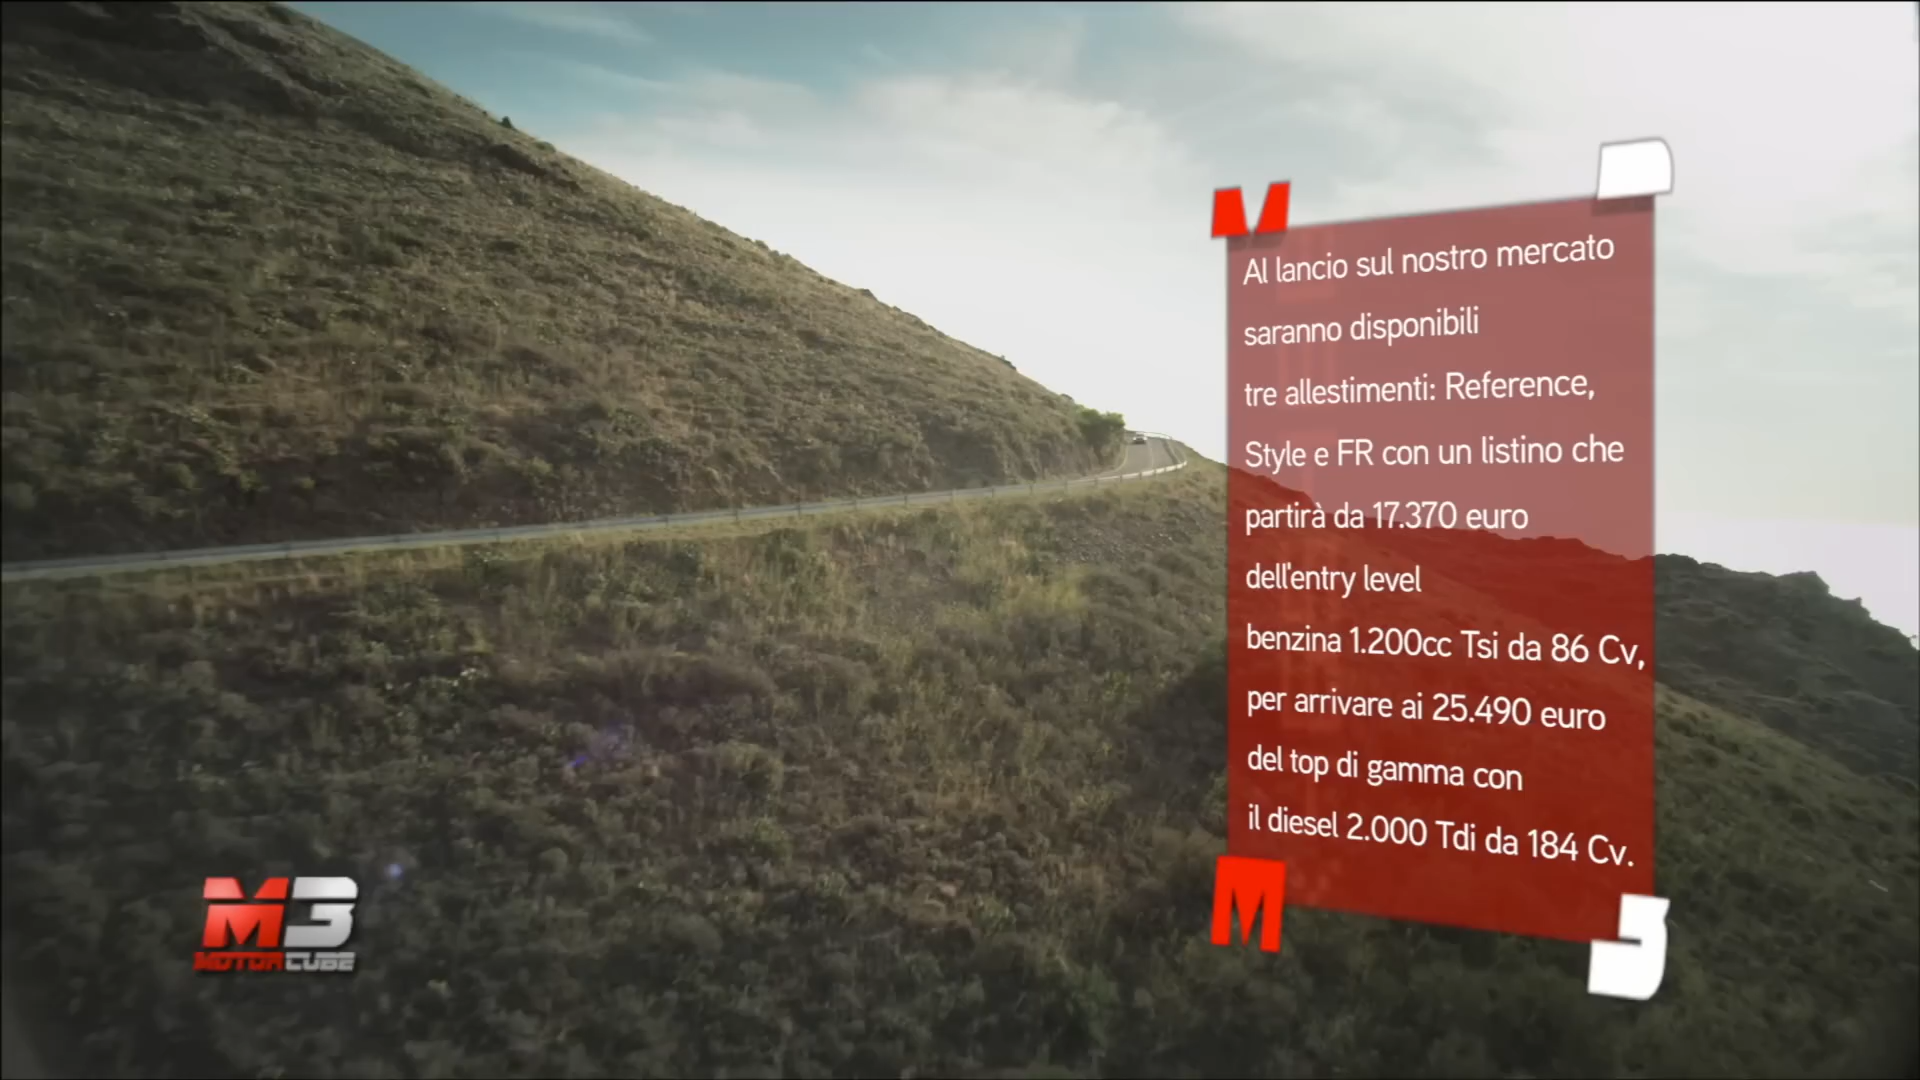 Al lancio sul nostro mercato
saranno disponibili
tre allestimenti: Reference,
Style e FR con un listino che
partirà da 17.370 euro
dell'entry level
benzina 1.200cc Tsi da 86 Cv,
per arrivare ai 25.490 euro
del top di gamma con
il diesel 2.000 Tdi da 184 Cv.
M3
M3
MOTORCUBE